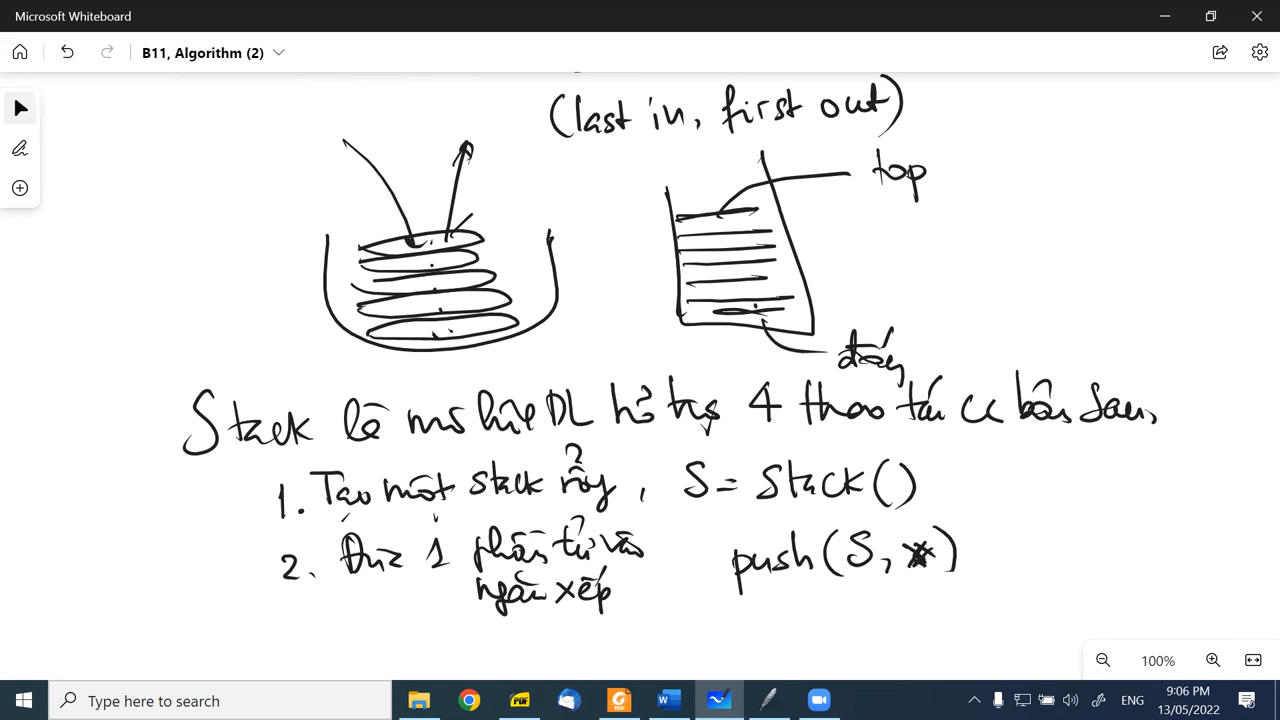 Microsoft Whiteboard
B11, Algorithm (2)
(last in, first out)
top
đáy
Stack là mô hình DL hỗ trợ 4 thao tác cơ bản sau,
1. Tạo một stack rỗng, S = Stack()
2. Đưa 1 phần tử vào push(S, x)
ngăn xếp
100%
Type here to search
ENG
9:06 PM
13/05/2022